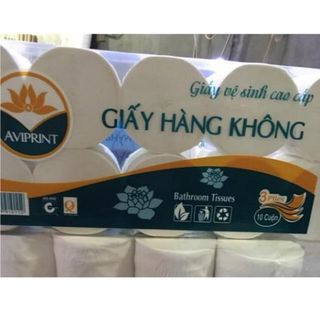 Giấy vệ sinh cao cấp
AVIPRINT
GIẤY HÀNG KHÔNG
Bathroom Tissues
10 Cuộn